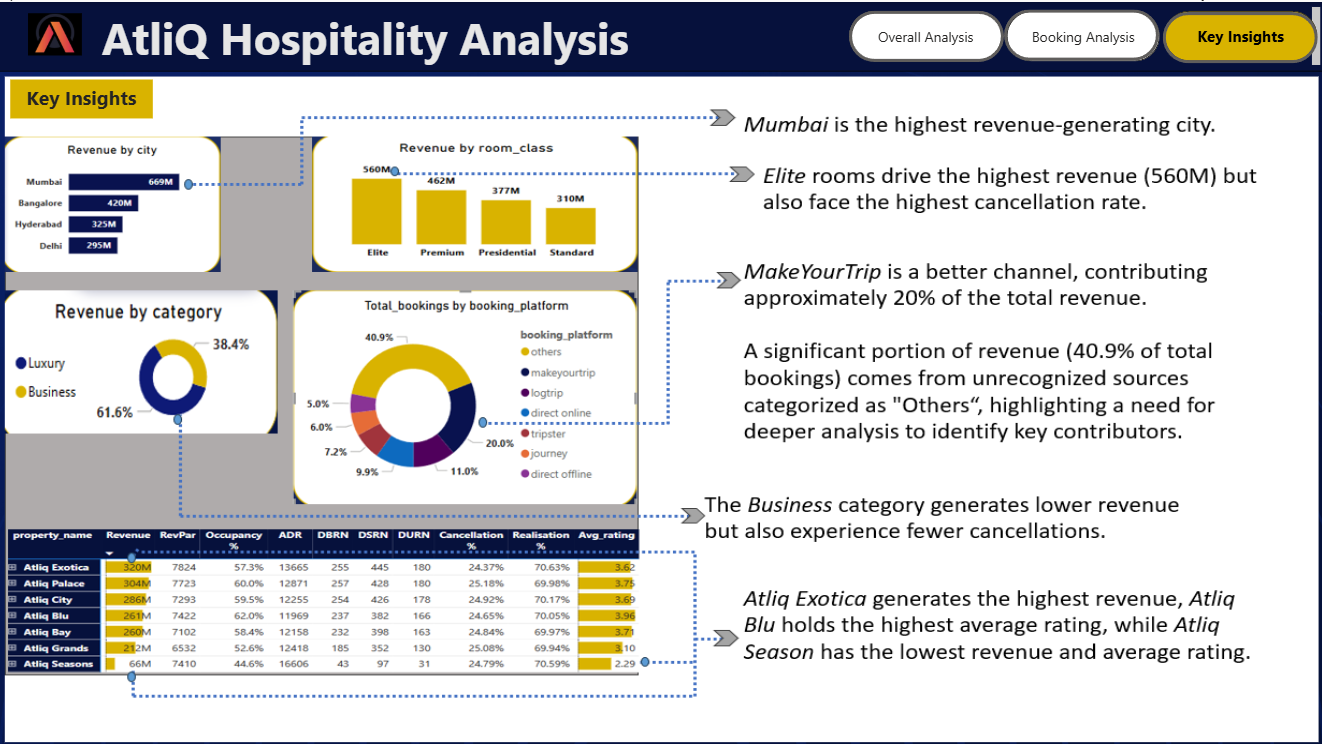 AtliQ Hospitality Analysis
Overall Analysis
Booking Analysis
Key Insights
Key Insights
Revenue by city
Mumbai 669M
Bangalore 420M
Hyderabad 325M
Delhi 295M
Revenue by room_class
560M 462M 377M 310M
Elite Premium Presidential Standard
Revenue by category
Luxury
Business
38.4%
61.6%
Total_bookings by booking_platform
40.9%
5.0%
6.0%
7.2%
9.9%
11.0%
20.0%
booking_platform
others
makeyourtrip
logtrip
direct online
tripster
journey
direct offline
property_name Revenue RevPar Occupancy % ADR DBRN DSRN DURN Cancellation % Realisation % Avg_rating
Atliq Exotica 320M 7824 57.3% 13665 255 445 180 24.37% 70.63% 3.62
Atliq Palace 304M 7723 60.0% 12871 257 428 180 25.18% 69.98% 3.75
Atliq City 286M 7293 59.5% 12255 254 426 178 24.92% 70.17% 3.69
Atliq Blu 261M 7422 62.0% 11969 237 382 166 24.65% 70.05% 3.96
Atliq Bay 260M 7102 58.4% 12158 232 398 163 24.84% 69.97% 3.71
Atliq Grands 212M 6532 52.6% 12418 185 352 130 25.08% 69.94% 3.10
Atliq Seasons 66M 7410 44.6% 16606 43 97 31 24.79% 70.59% 2.29
Mumbai is the highest revenue-generating city.
Elite rooms drive the highest revenue (560M) but
also face the highest cancellation rate.
MakeYourTrip is a better channel, contributing
approximately 20% of the total revenue.
A significant portion of revenue (40.9% of total
bookings) comes from unrecognized sources
categorized as "Others“, highlighting a need for
deeper analysis to identify key contributors.
The Business category generates lower revenue
but also experience fewer cancellations.
Atliq Exotica generates the highest revenue, Atliq
Blu holds the highest average rating, while Atliq
Season has the lowest revenue and average rating.